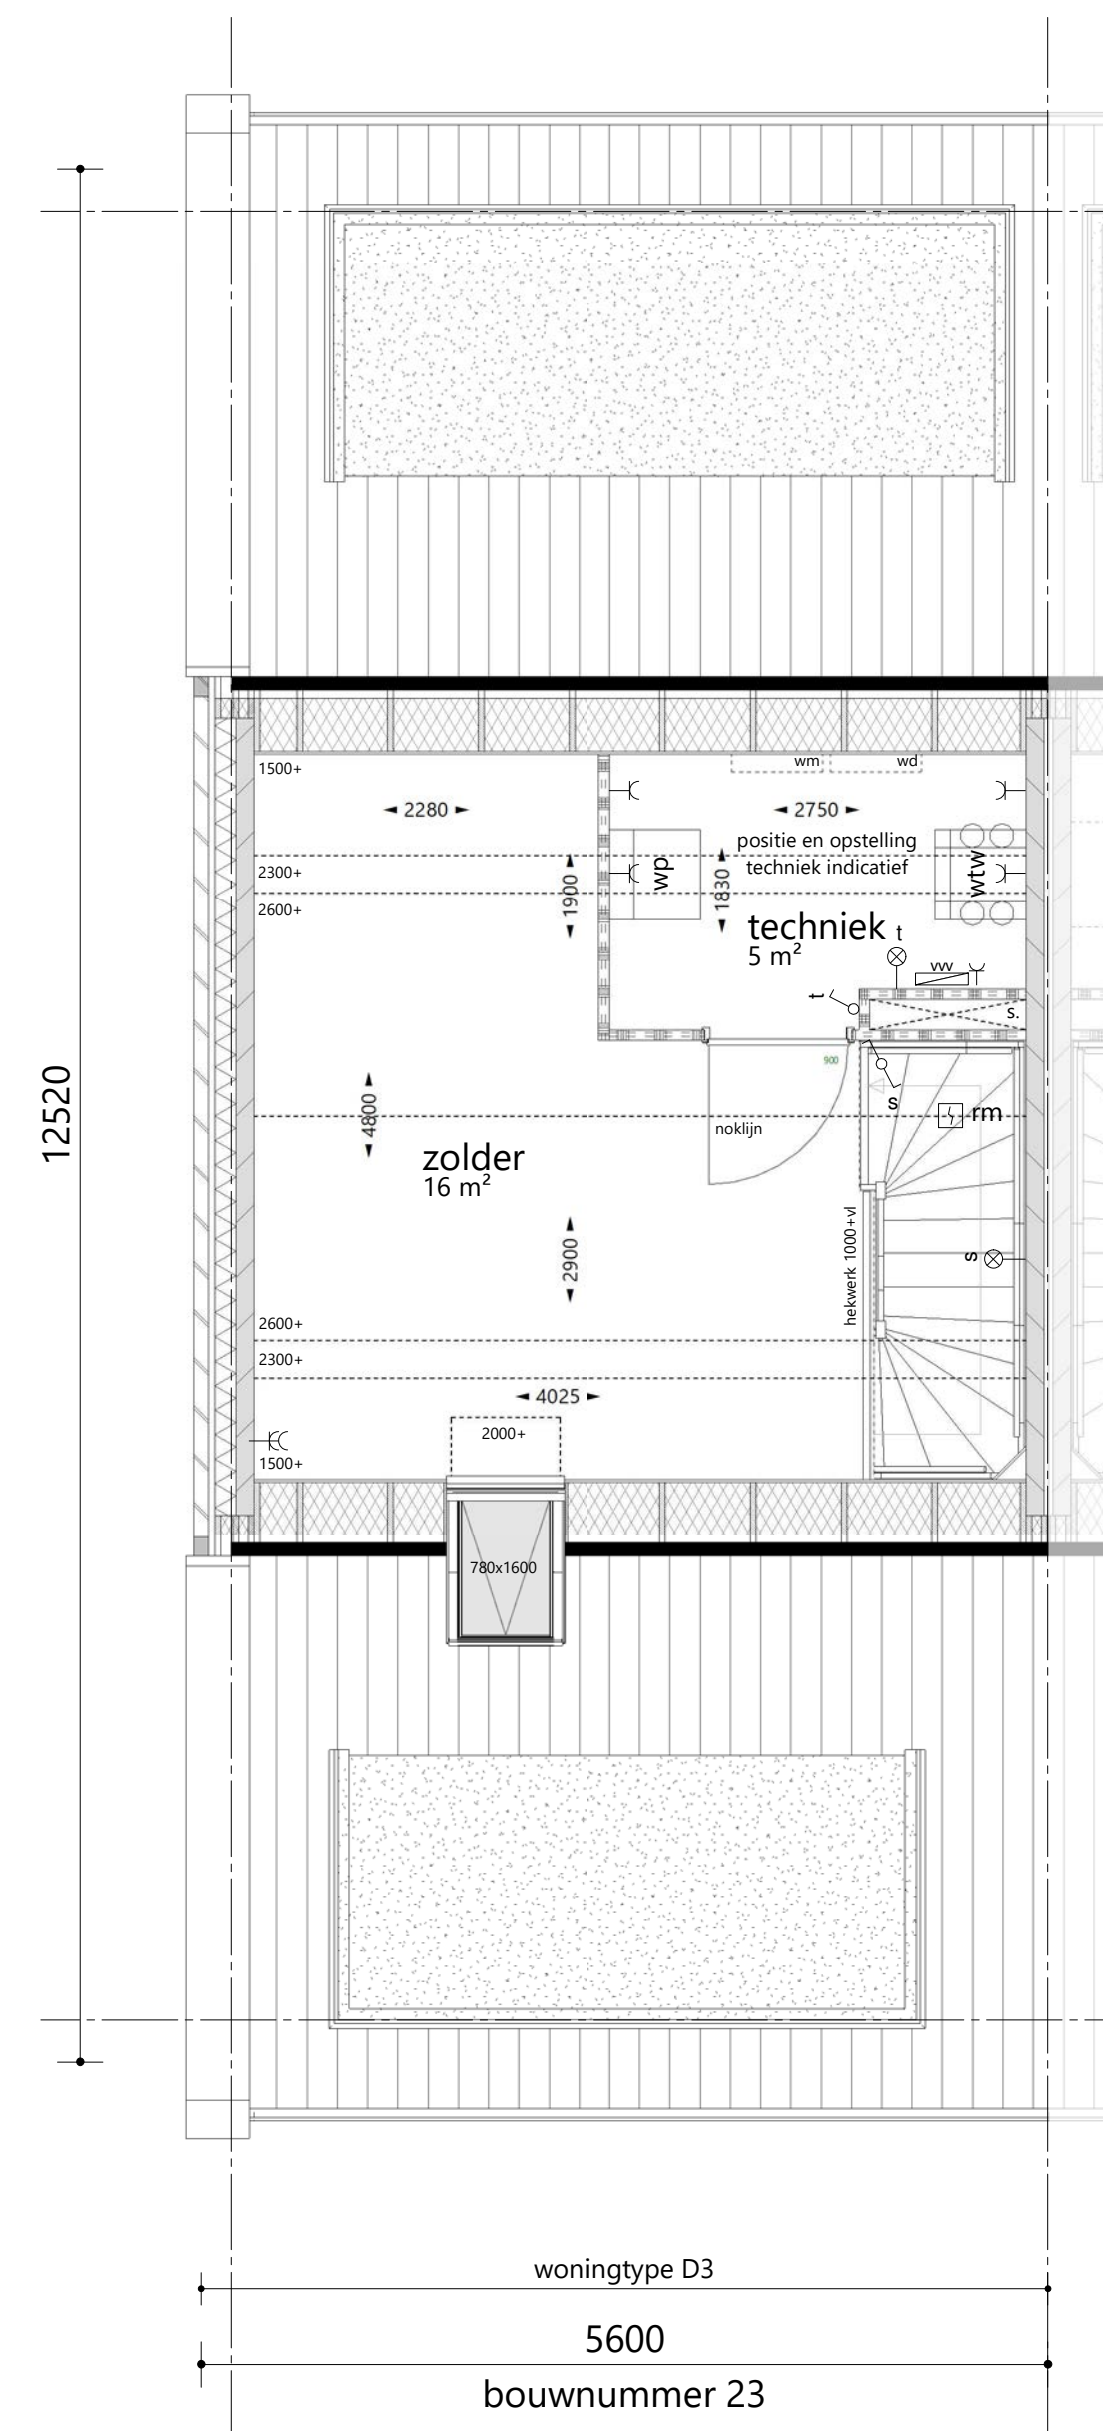 wm
wd
1500+
2280
2750
positie en opstelling
techniek indicatief
2300+
wp
wtw
2600+
1900
1830
techniek
t
5 m²
vvv
t
s.
900
12520
s
rm
4800
noklijn
zolder
16 m²
hekwerk 1000+vl
2900
s
2600+
2300+
4025
2000+
1500+
780x1600
woningtype D3
5600
bouwnummer 23